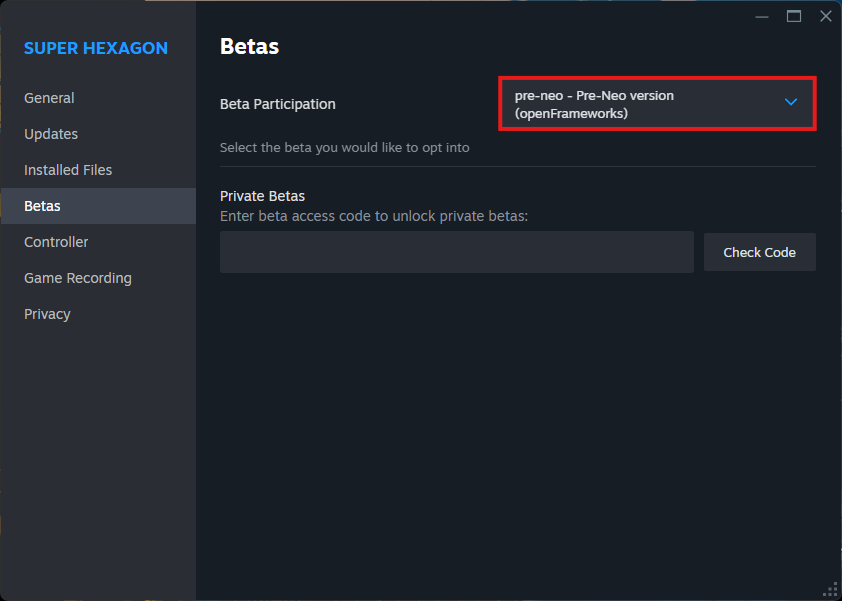 SUPER HEXAGON
General
Updates
Installed Files
Betas
Controller
Game Recording
Privacy
Betas
Beta Participation
pre-neo - Pre-Neo version
(openFrameworks)
Select the beta you would like to opt into
Private Betas
Enter beta access code to unlock private betas:
Check Code